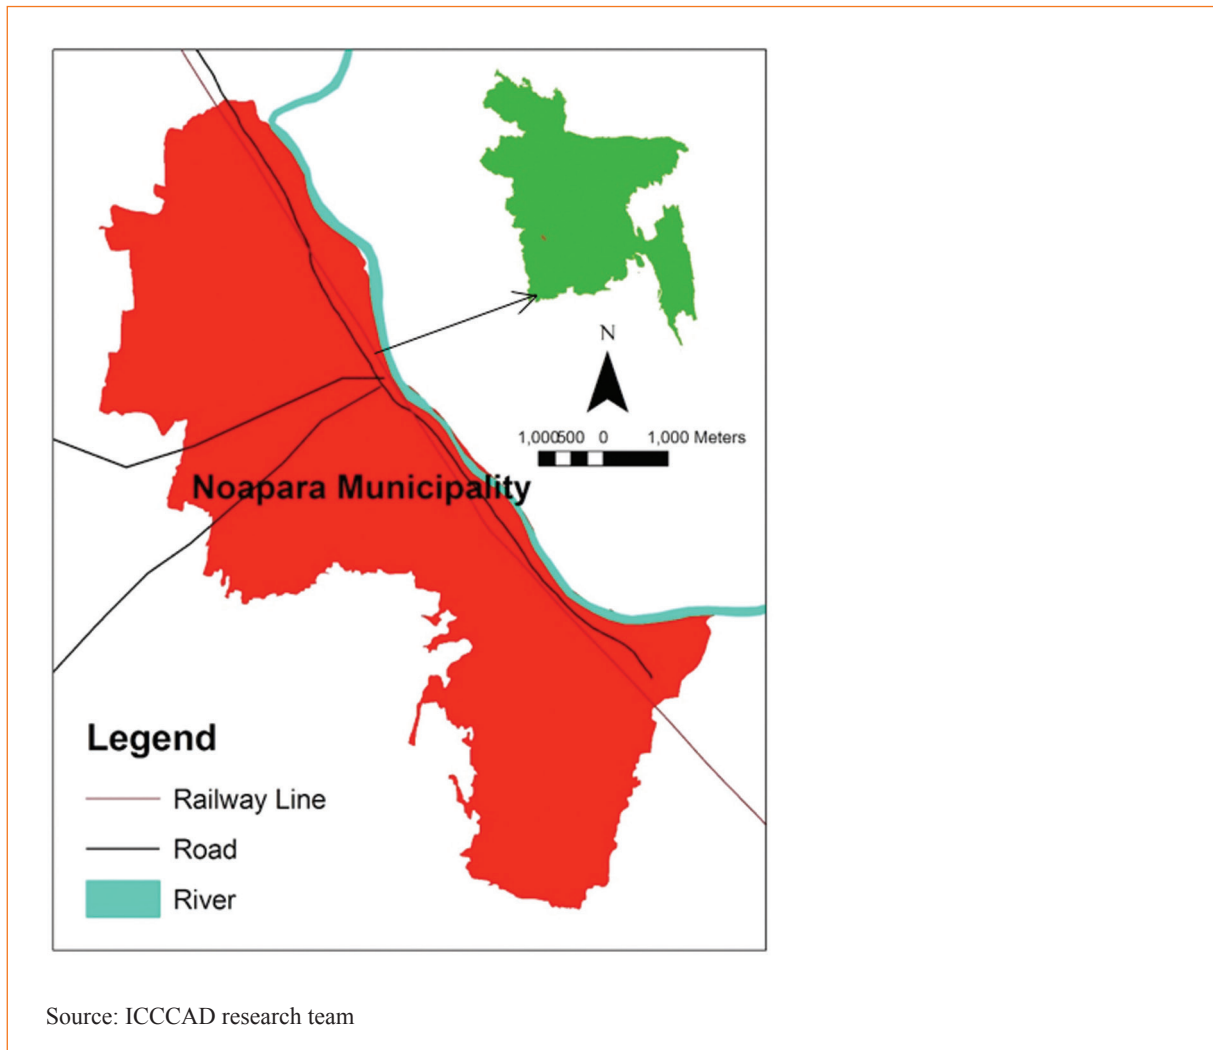 N
1,000500 0 1,000 Meters
Noapara Municipality
Legend
Railway Line
Road
River
Source: ICCCAD research team